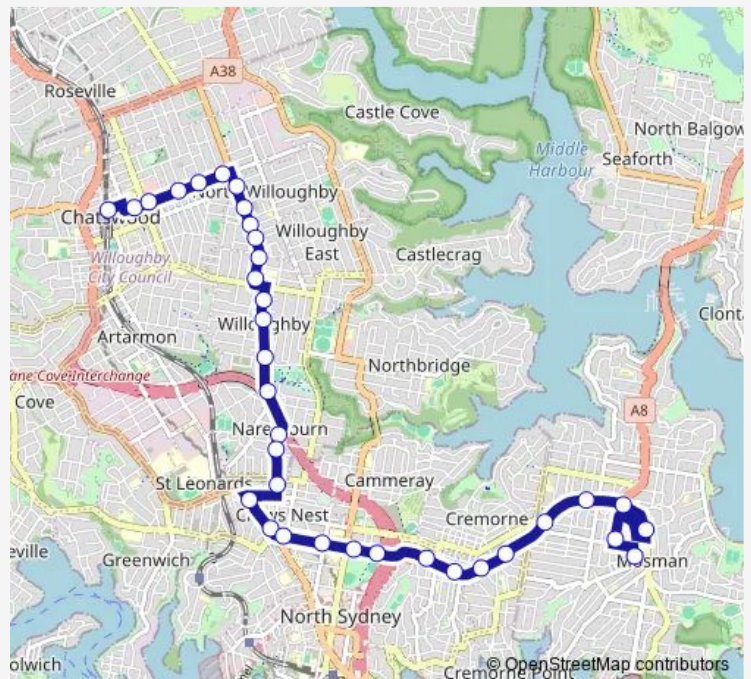 A38
Roseville
Castle Cove
North Balgow
Middle
Harbour
Seaforth
North Willoughby
Chatswood
Willoughby
East
Willoughby
City Council
Castlecrag
Clont
Willoughby
Artarmon
Northbridge
ane Cove Interchange
Cove
A8
Naremburn
St Leonards
Cammeray
Crows Nest
Cremorne
eville
Greenwich
Mosman
North Sydney
olwich
Cremorne Point
© OpenStreetMap contributors